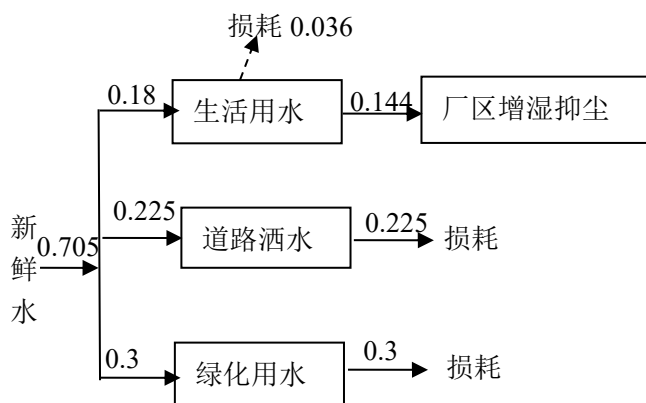 损耗 0.036
0.18
生活用水
0.144
厂区增湿抑尘
新鲜水
0.705
0.225
道路洒水
0.225
损耗
0.3
绿化用水
0.3
损耗